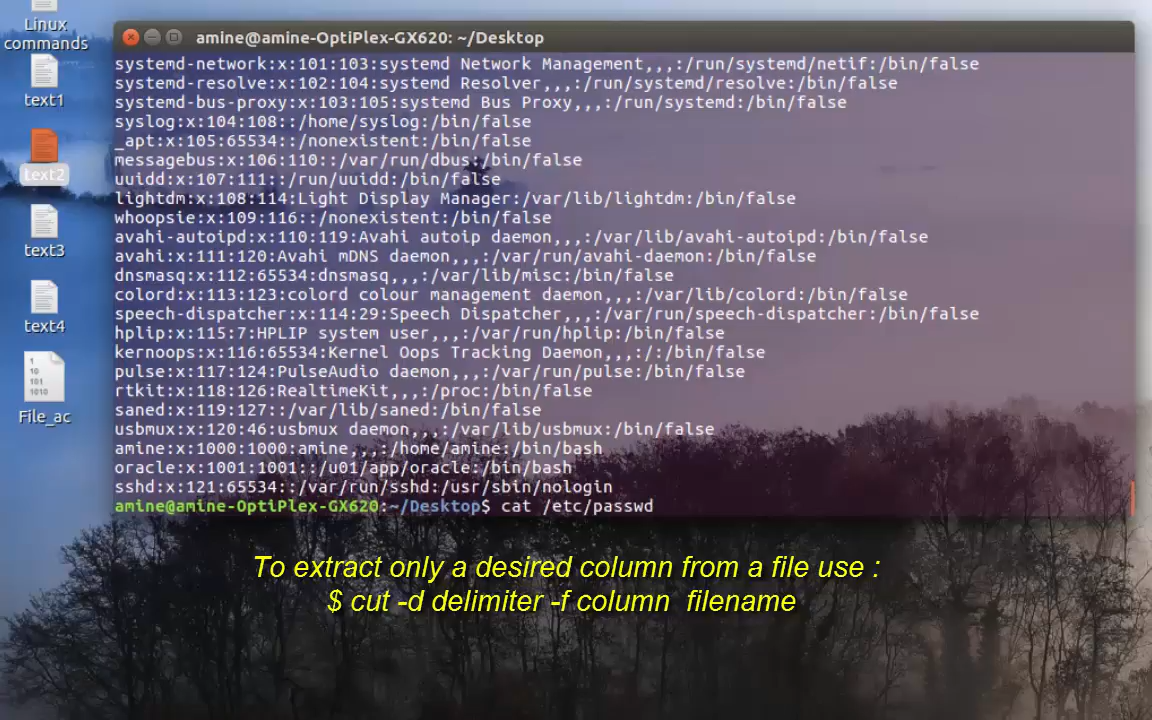 Linux
commands
text1
text2
text3
text4
1
10
101
1010
File_ac
amine@amine-OptiPlex-GX620: ~/Desktop
systemd-network:x:101:103:systemd Network Management,,,:/run/systemd/netif:/bin/false
systemd-resolve:x:102:104:systemd Resolver,,,:/run/systemd/resolve:/bin/false
systemd-bus-proxy:x:103:105:systemd Bus Proxy,,,:/run/systemd:/bin/false
syslog:x:104:108::/home/syslog:/bin/false
_apt:x:105:65534::/nonexistent:/bin/false
messagebus:x:106:110::/var/run/dbus:/bin/false
uuidd:x:107:111::/run/uuidd:/bin/false
lightdm:x:108:114:Light Display Manager:/var/lib/lightdm:/bin/false
whoopsie:x:109:116::/nonexistent:/bin/false
avahi-autoipd:x:110:119:Avahi autoip daemon,,,:/var/lib/avahi-autoipd:/bin/false
avahi:x:111:120:Avahi mDNS daemon,,,:/var/run/avahi-daemon:/bin/false
dnsmasq:x:112:65534:dnsmasq,,,:/var/lib/misc:/bin/false
colord:x:113:123:colord colour management daemon,,,:/var/lib/colord:/bin/false
speech-dispatcher:x:114:29:Speech Dispatcher,,,:/var/run/speech-dispatcher:/bin/false
hplip:x:115:7:HPLIP system user,,,:/var/run/hplip:/bin/false
kernoops:x:116:65534:Kernel Oops Tracking Daemon,,,:/:/bin/false
pulse:x:117:124:PulseAudio daemon,,,:/var/run/pulse:/bin/false
rtkit:x:118:126:RealtimeKit,,,:/proc:/bin/false
saned:x:119:127::/var/lib/saned:/bin/false
usbmux:x:120:46:usbmux daemon,,,:/var/lib/usbmux:/bin/false
amine:x:1000:1000:amine,,,:/home/amine:/bin/bash
oracle:x:1001:1001::/u01/app/oracle:/bin/bash
sshd:x:121:65534::/var/run/sshd:/usr/sbin/nologin
amine@amine-OptiPlex-GX620:~/Desktop$ cat /etc/passwd
To extract only a desired column from a file use :
$ cut -d delimiter -f column filename